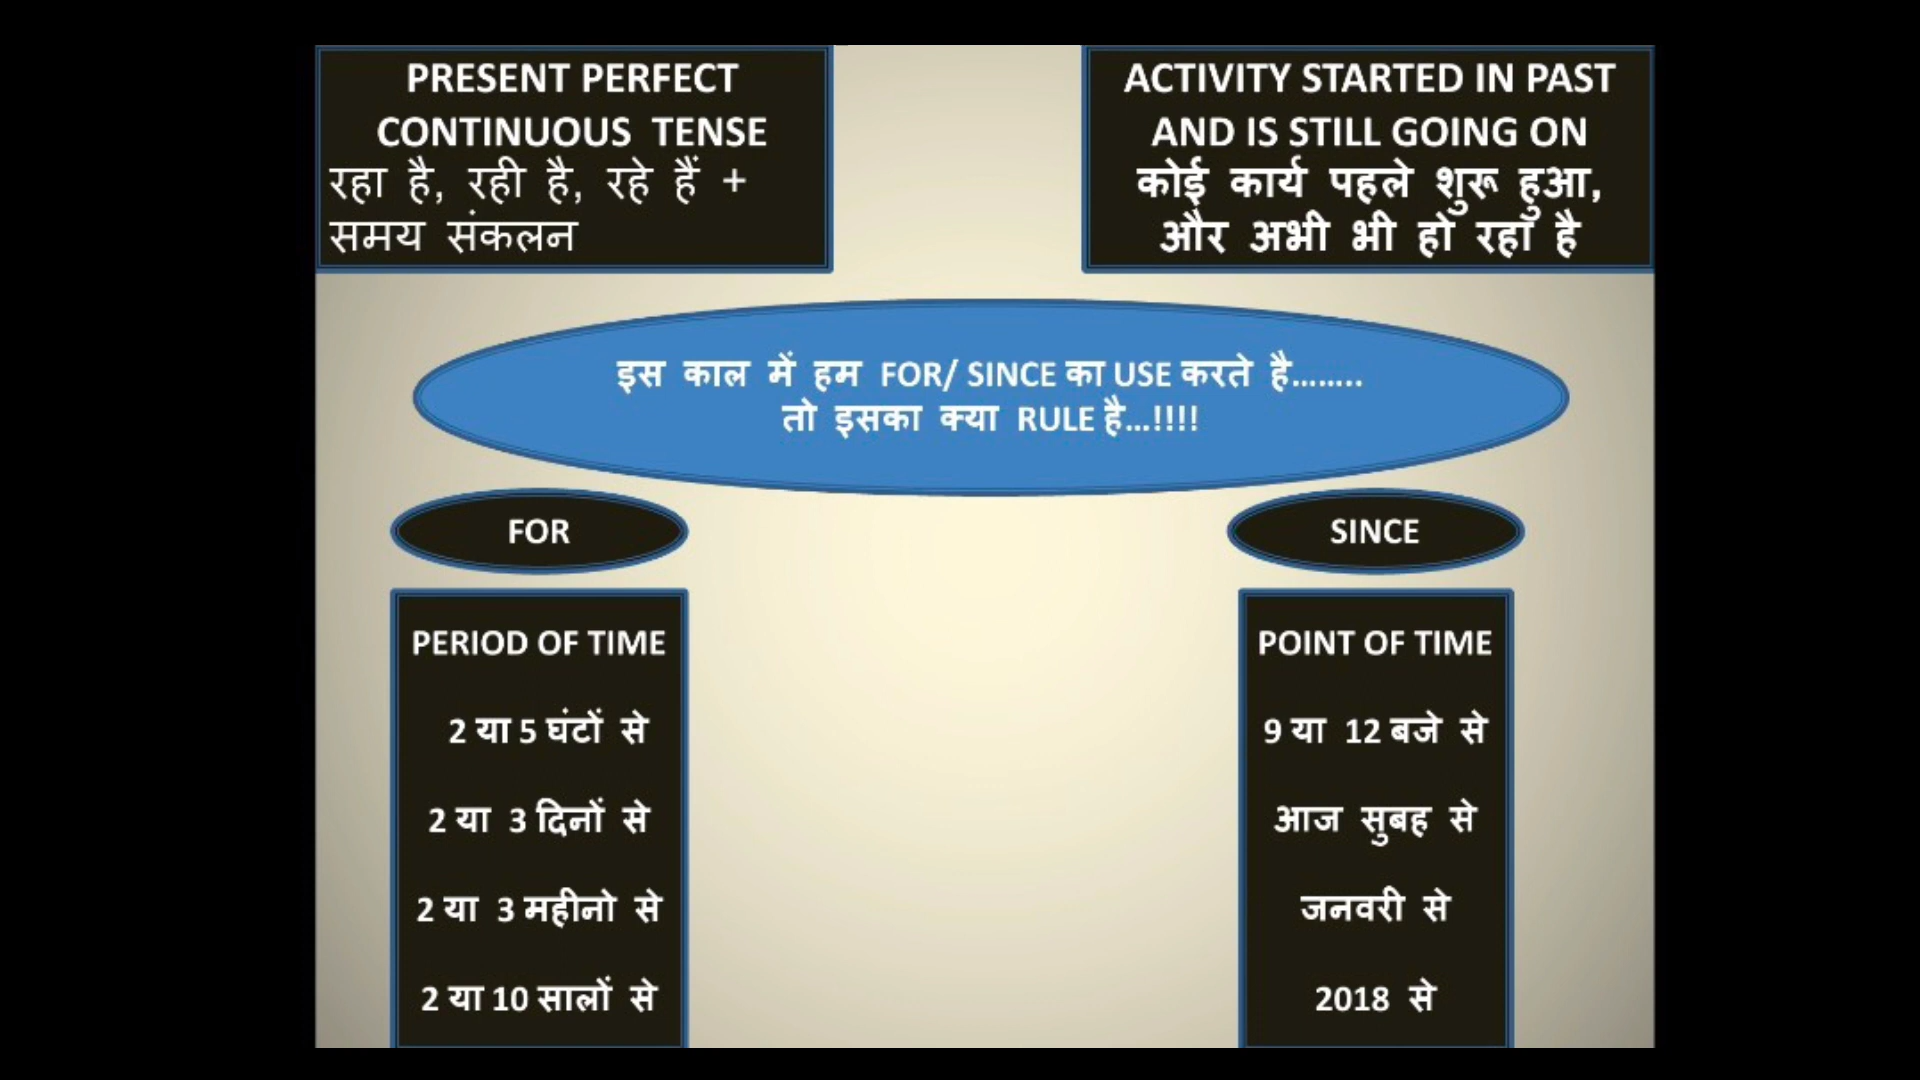 PRESENT PERFECT
CONTINUOUS TENSE
रहा है, रही है, रहे हैं +
समय संकलन
ACTIVITY STARTED IN PAST
AND IS STILL GOING ON
कोई कार्य पहले शुरू हुआ,
और अभी भी हो रहा है
इस काल में हम FOR/ SINCE का USE करते है........
तो इसका क्या RULE है...!!!!
FOR
PERIOD OF TIME
2 या 5 घंटों से
2 या 3 दिनों से
2 या 3 महीनो से
2 या 10 सालों से
SINCE
POINT OF TIME
9 या 12 बजे से
आज सुबह से
जनवरी से
2018 से